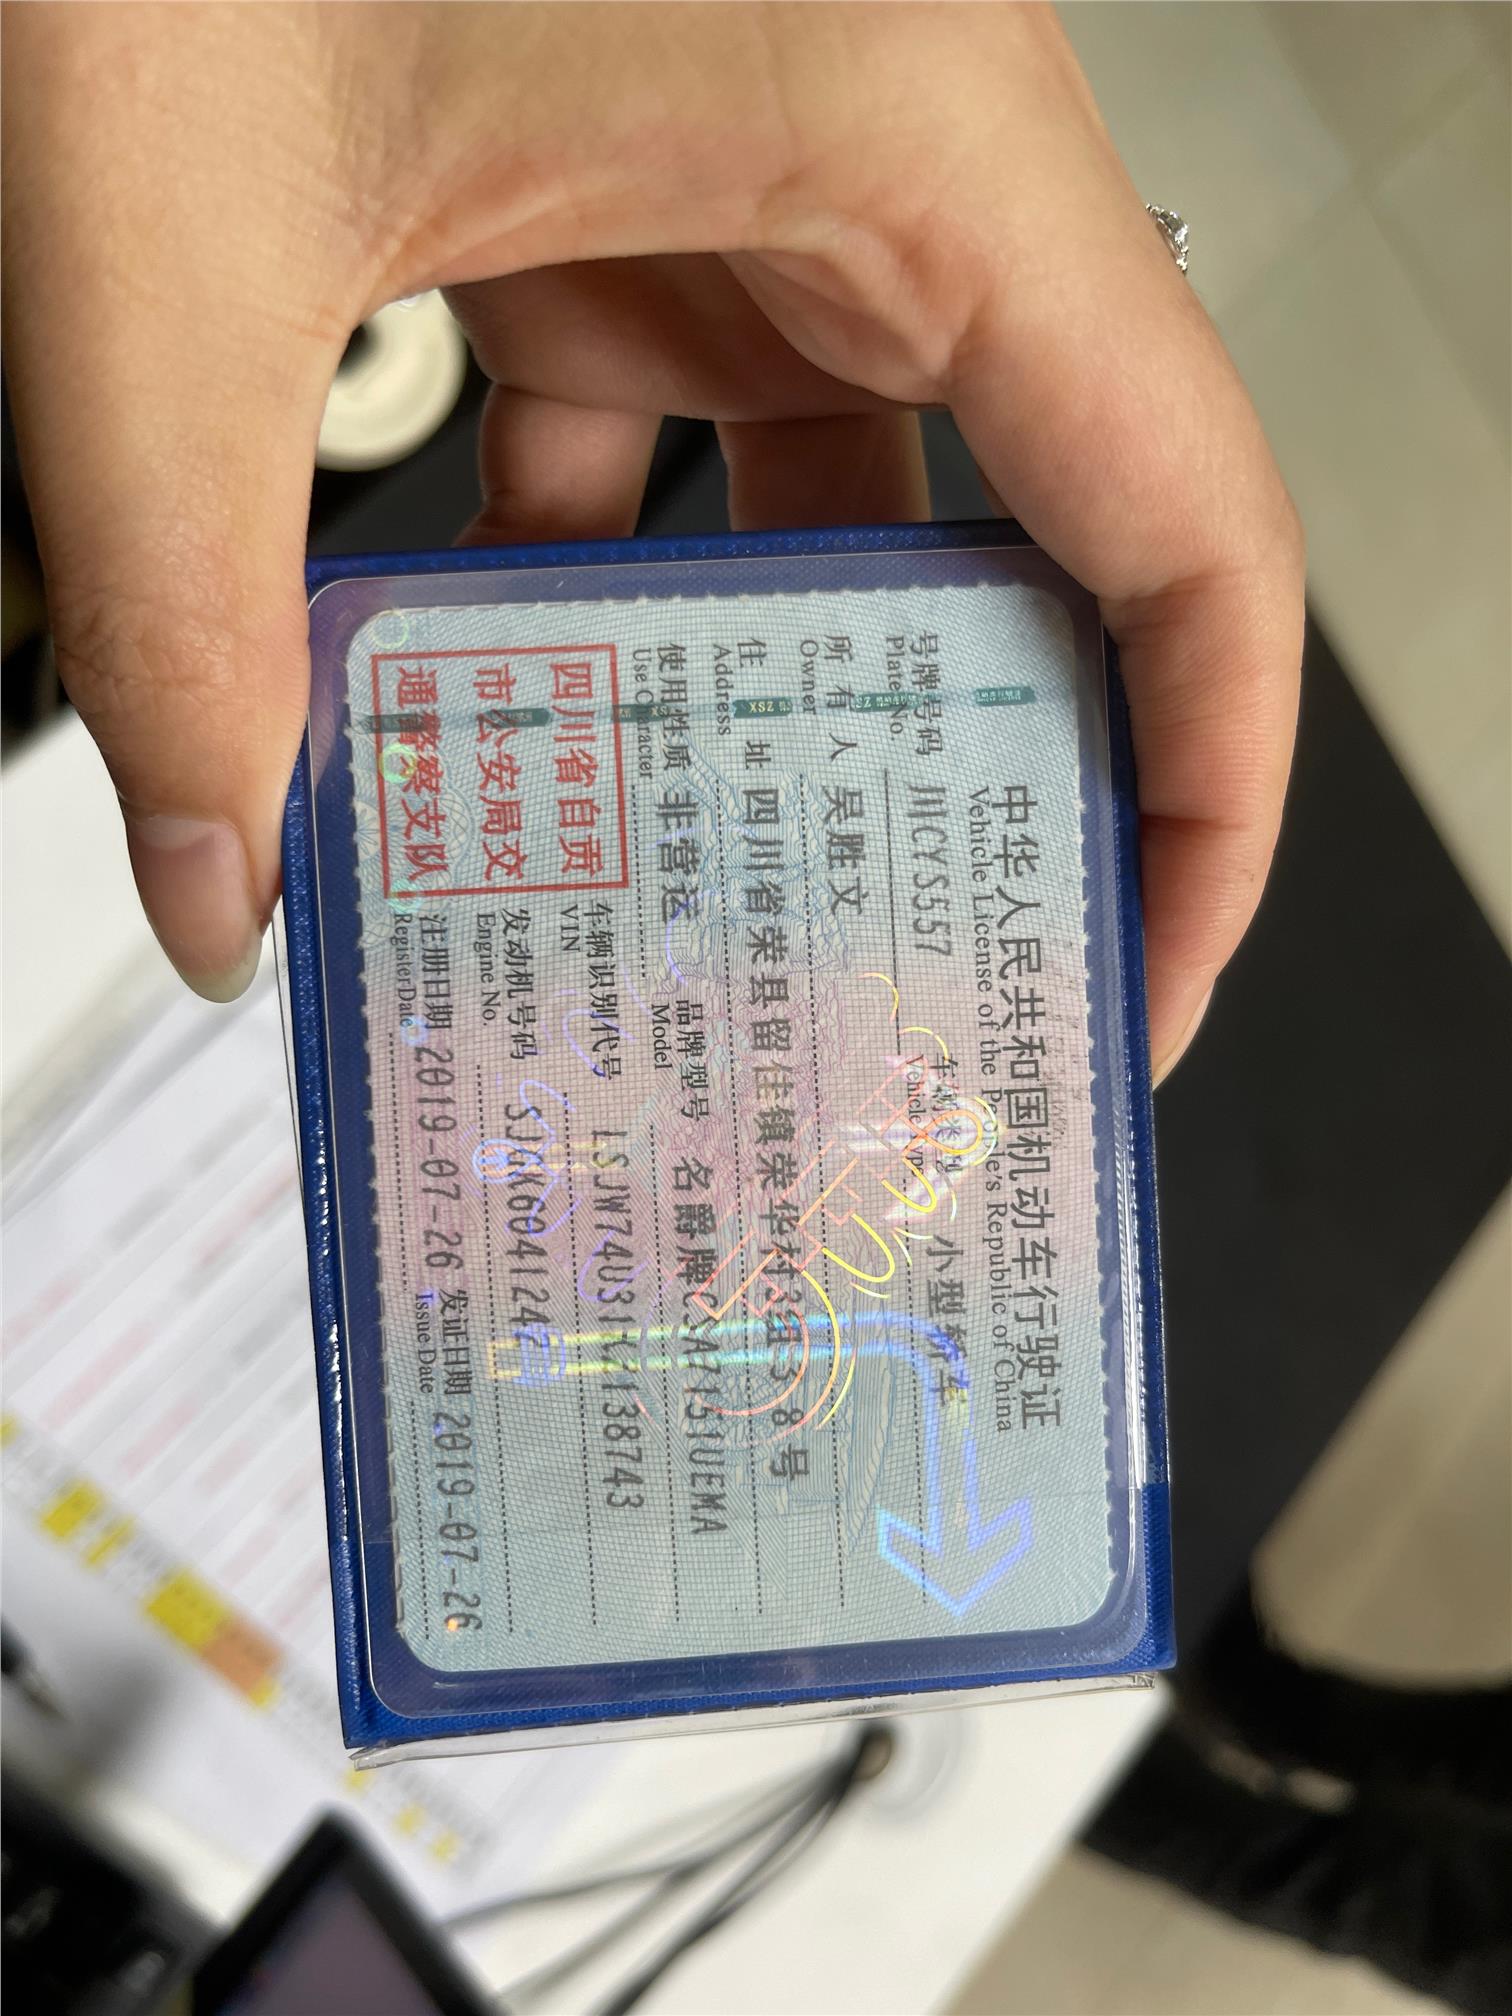 中华人民共和国机动车行驶证
Vehicle License of the People's Republic of China
号牌号码 川CYS557 车辆类型 小型轿车
Plate No. Vehicle Type
所有人 吴胜文
Owner
住址 四川省荣县留佳镇荣华村3组58号
Address
使用性质 非营运 品牌型号 名爵牌CSA7151UEMA
Use Character Model
四川省自贡
市公安局交
通警察支队
车辆识别代号
VIN
发动机号码
Engine No.
注册日期 2019-07-26 发证日期 2019-07-26
Register Date Issue Date